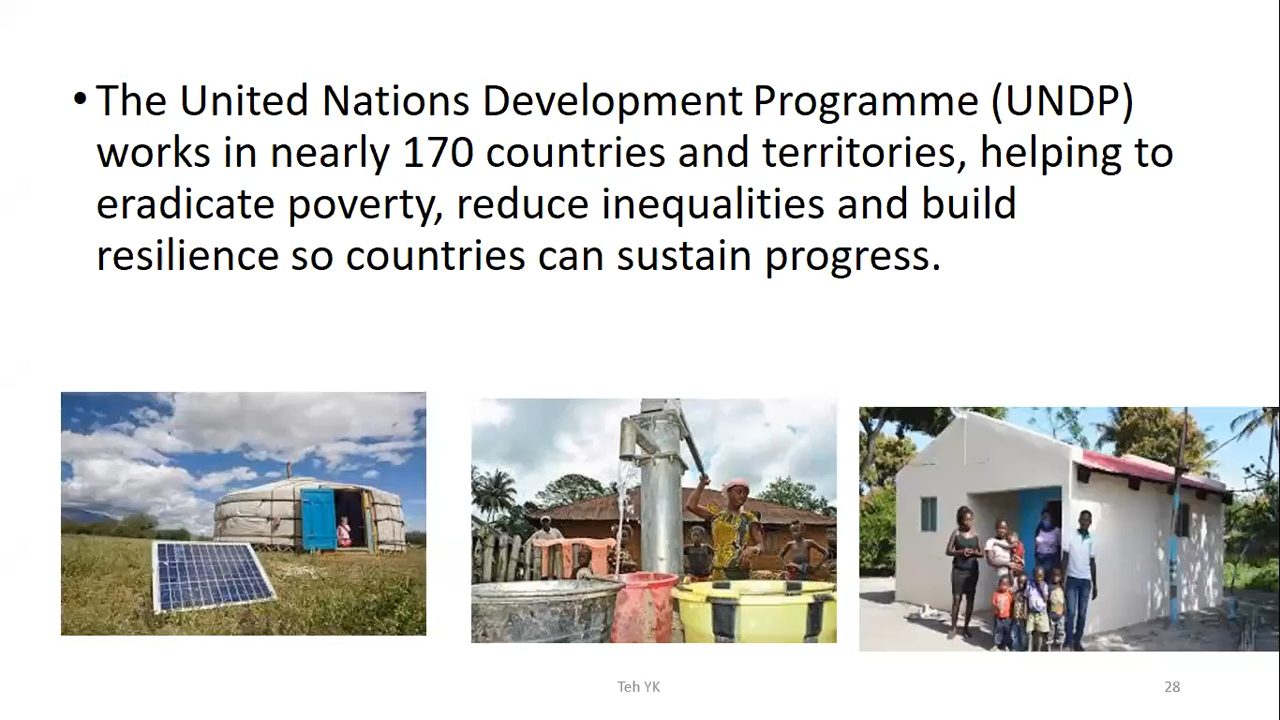 • The United Nations Development Programme (UNDP)
works in nearly 170 countries and territories, helping to
eradicate poverty, reduce inequalities and build
resilience so countries can sustain progress.
Teh YK
28